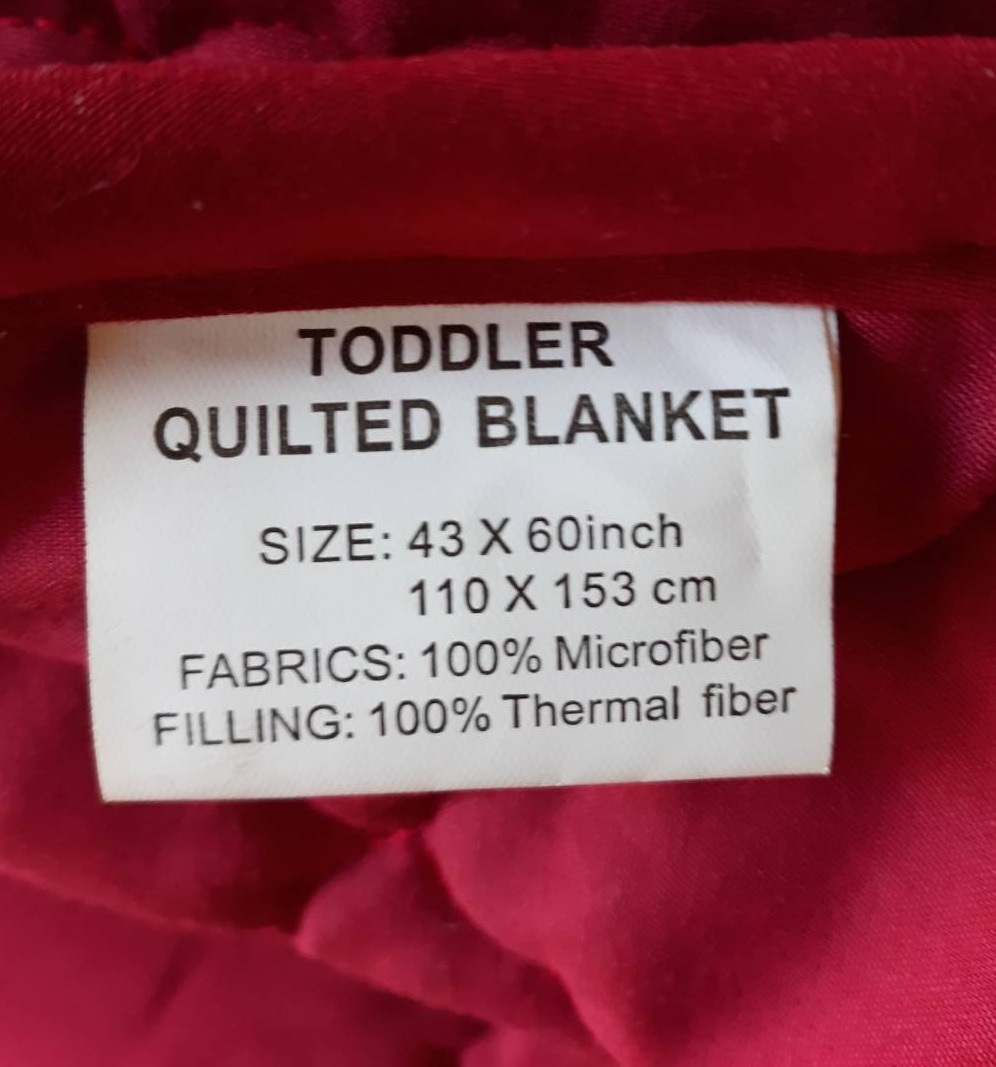 TODDLER
QUILTED BLANKET
SIZE: 43 X 60inch
110 X 153 cm
FABRICS: 100% Microfiber
FILLING: 100% Thermal fiber